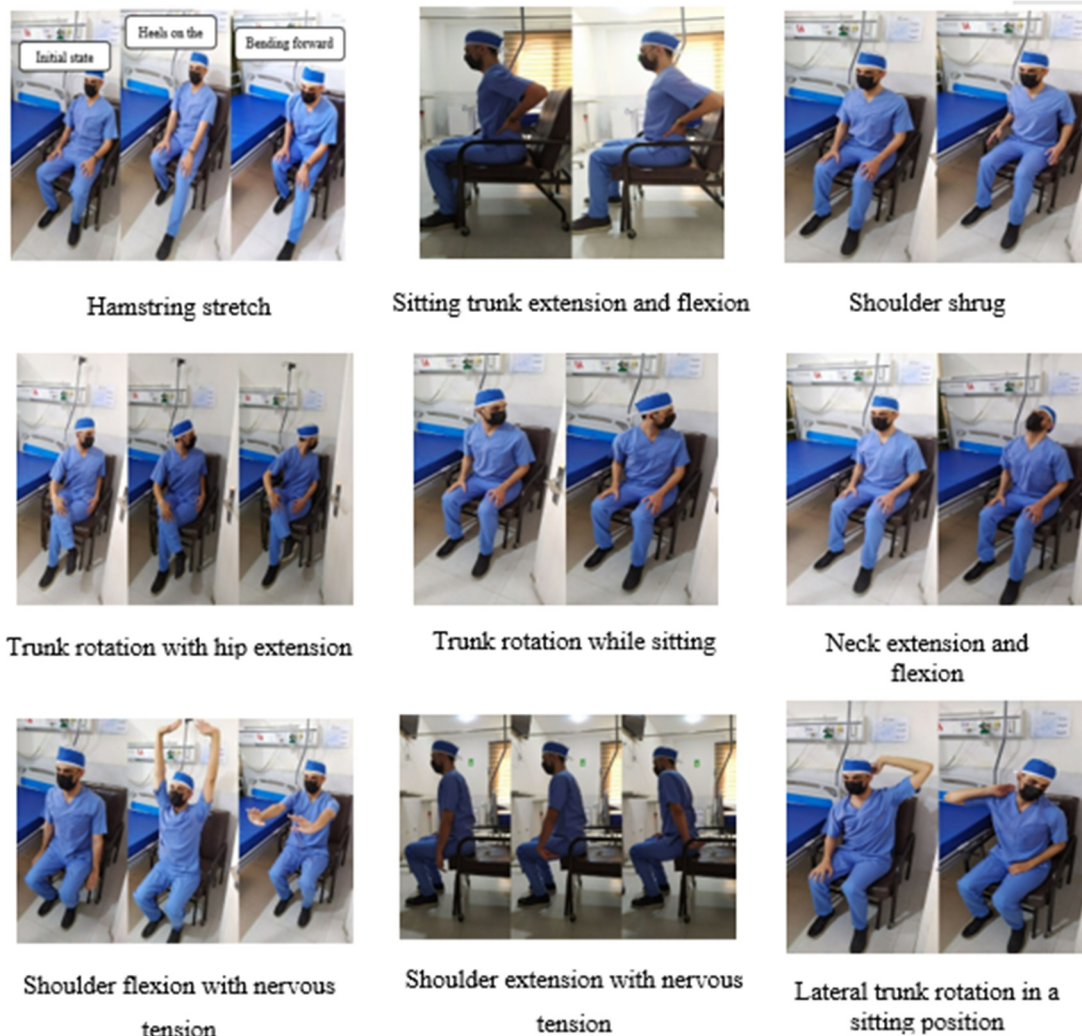 Initial state
Heels on the
Bending forward
Hamstring stretch
Sitting trunk extension and flexion
Shoulder shrug
Trunk rotation with hip extension
Trunk rotation while sitting
Neck extension and
flexion
Shoulder flexion with nervous
tension
Shoulder extension with nervous
tension
Lateral trunk rotation in a
sitting position